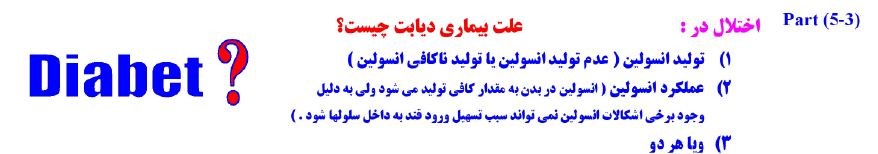 Part (5-3)
علت بیماری دیابت چیست؟
اختلال در :
۱) تولید انسولین ( عدم تولید انسولین یا تولید ناکافی انسولین )
۲) عملکرد انسولین ( انسولین در بدن به مقدار کافی تولید می شود ولی به دلیل
وجود برخی اشکالات انسولین نمی تواند سبب تسهیل ورود قند به داخل سلولها شود . )
۳) ویا هر دو
Diabet ?